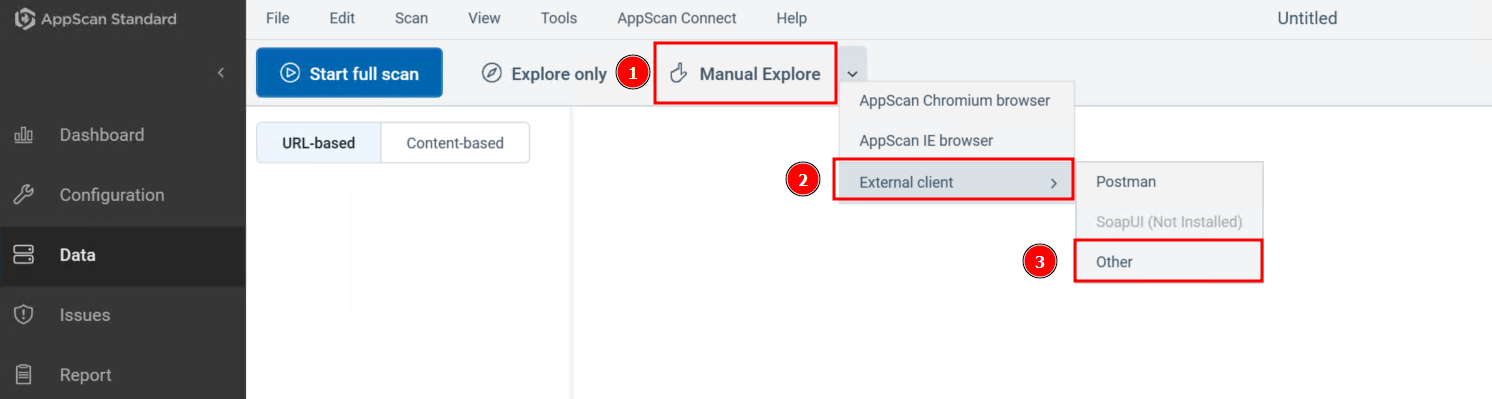 AppScan Standard
File Edit Scan View Tools AppScan Connect Help Untitled
Start full scan Explore only 1 Manual Explore
AppScan Chromium browser
Dashboard
URL-based Content-based AppScan IE browser
2 External client Postman
Configuration
SoapUI (Not Installed)
Data
3 Other
Issues
Report